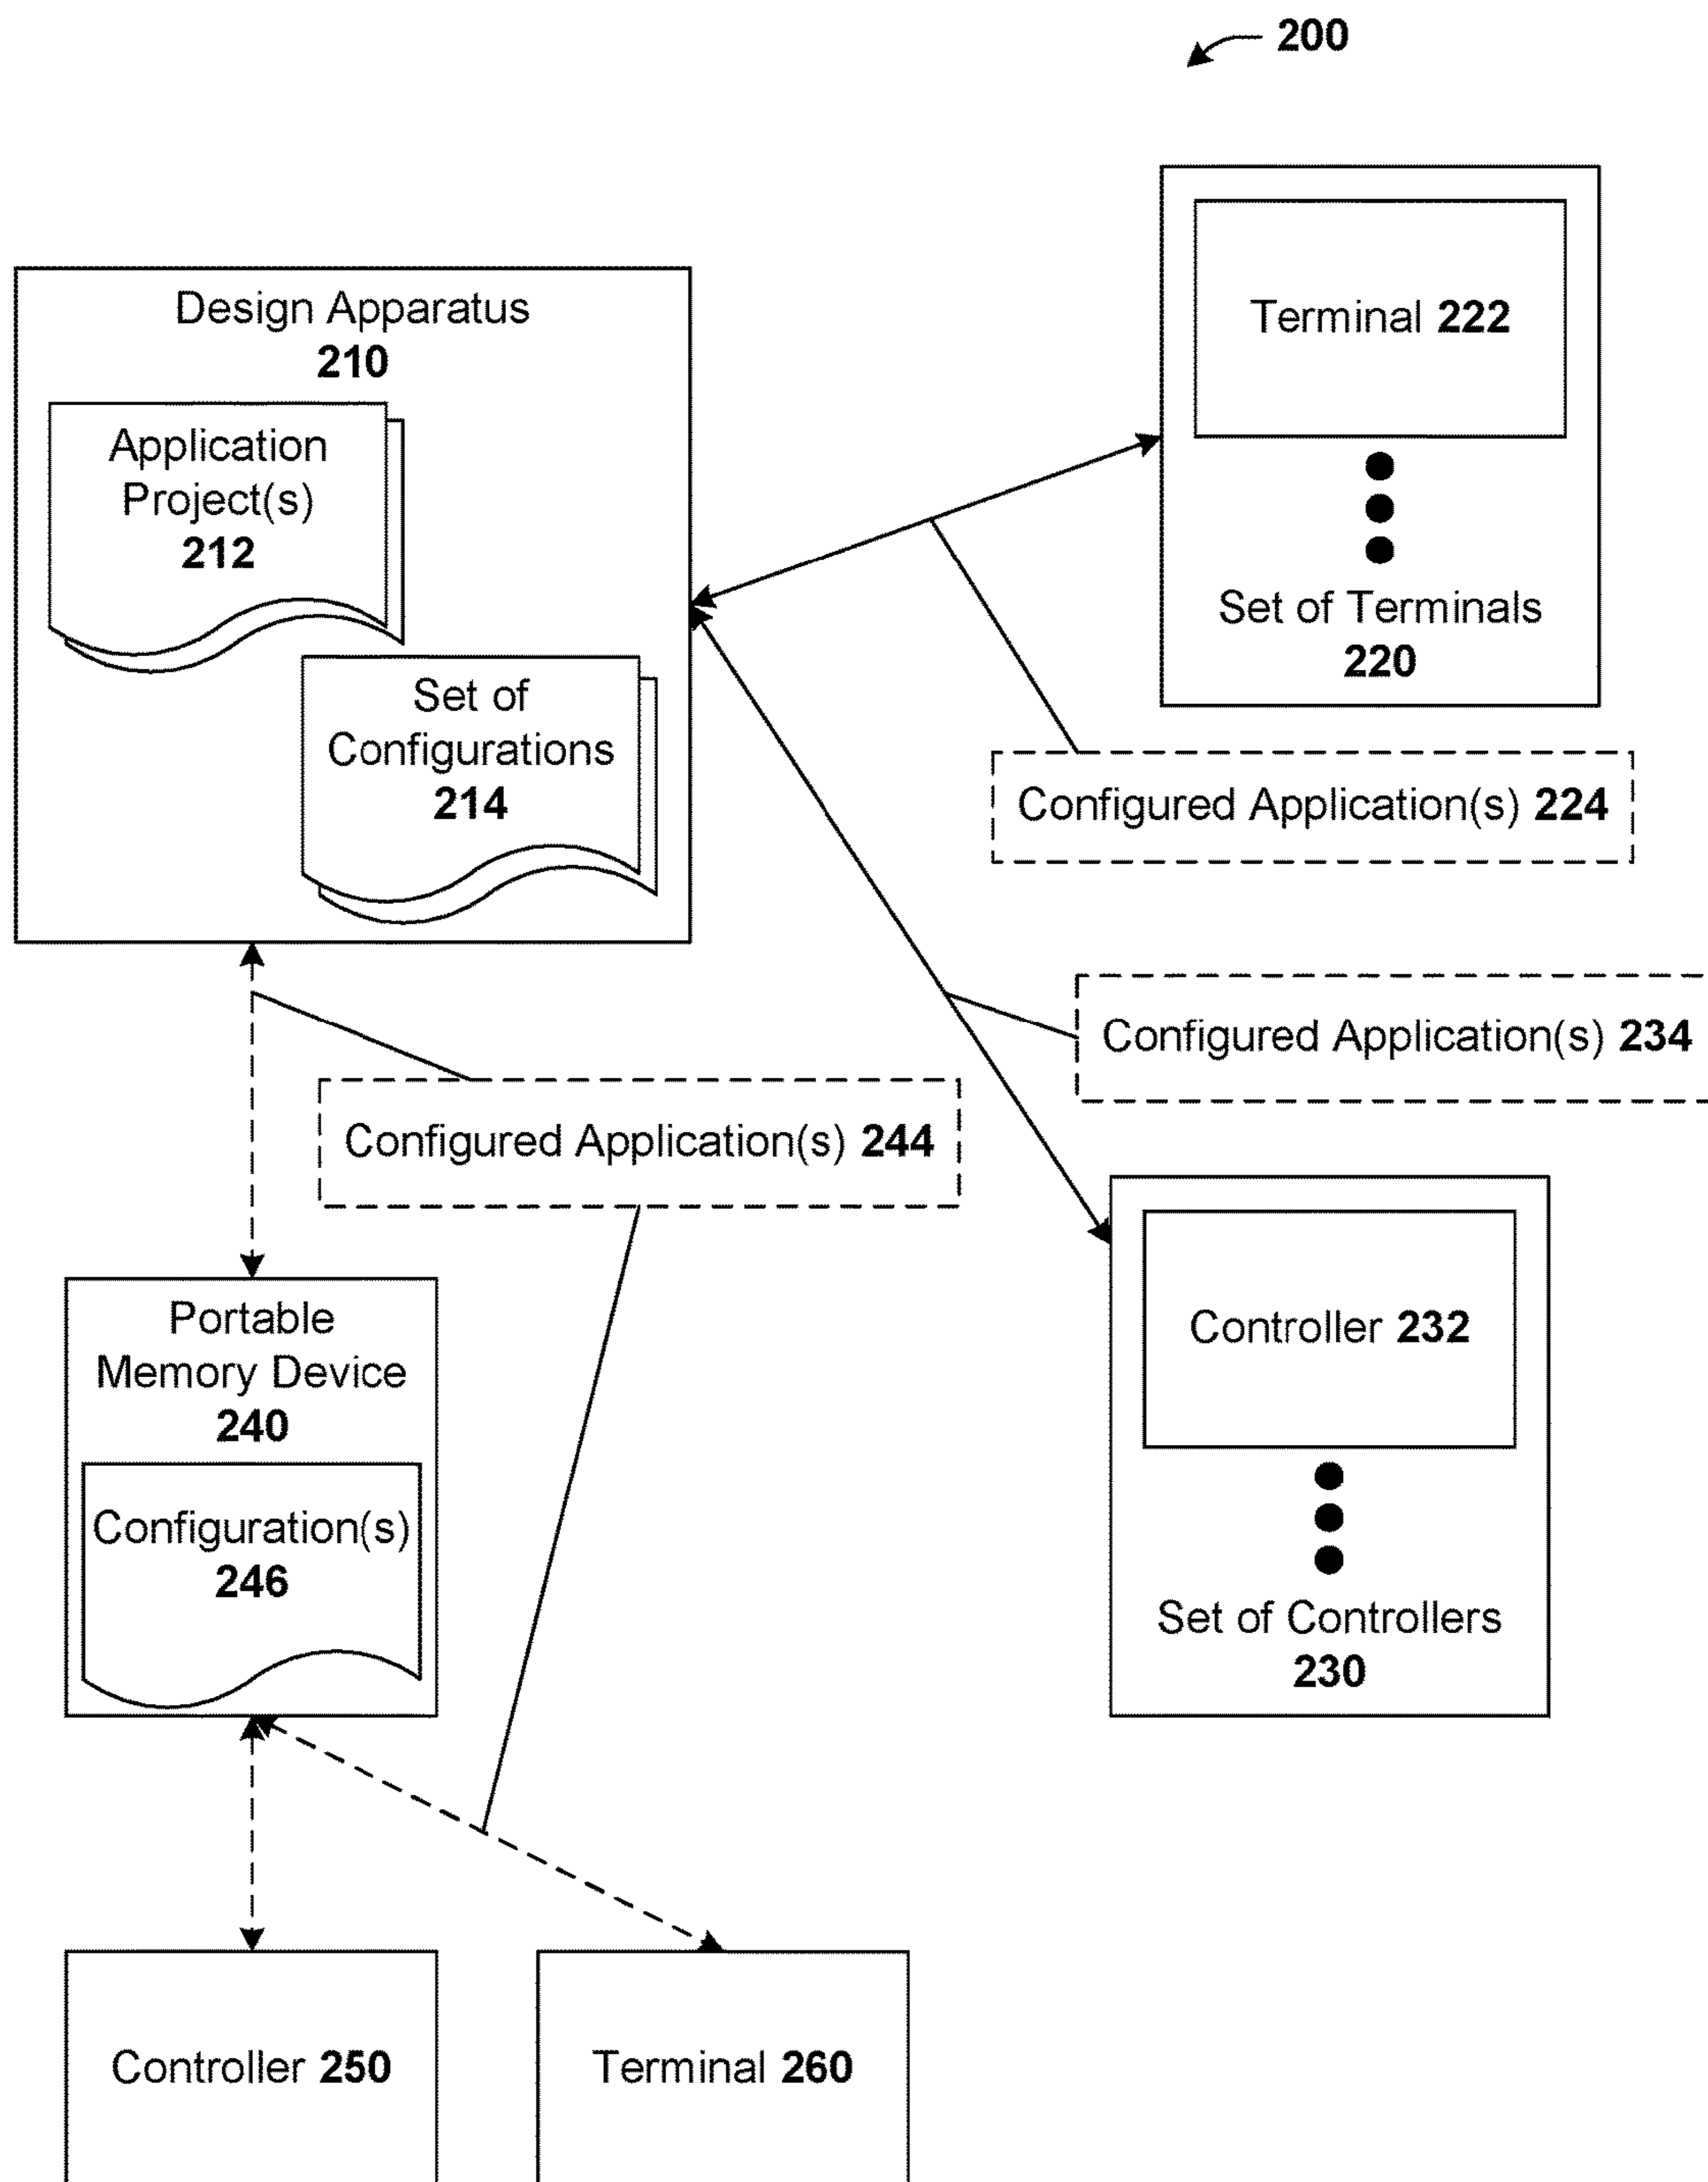 200
Design Apparatus
210
Application
Project(s)
212
Set of
Configurations
214
Terminal 222
Set of Terminals
220
Configured Application(s) 224
Configured Application(s) 234
Configured Application(s) 244
Portable
Memory Device
240
Configuration(s)
246
Controller 232
Set of Controllers
230
Controller 250
Terminal 260